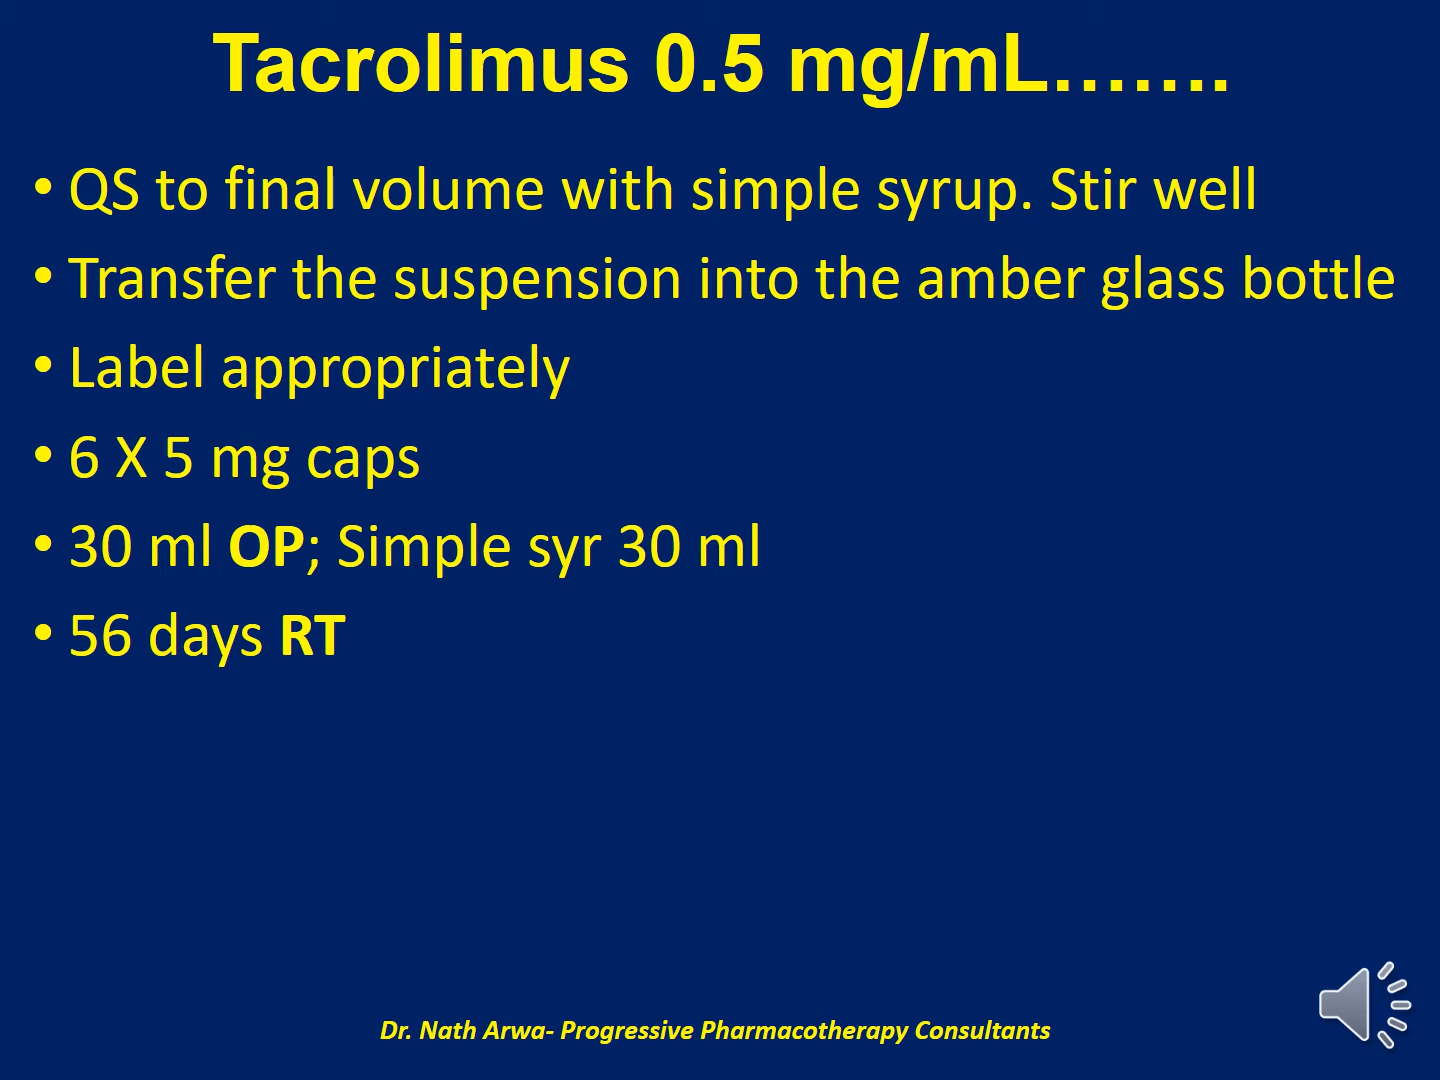 Tacrolimus 0.5 mg/mL…….
• QS to final volume with simple syrup. Stir well
• Transfer the suspension into the amber glass bottle
• Label appropriately
• 6 X 5 mg caps
• 30 ml OP; Simple syr 30 ml
• 56 days RT
Dr. Nath Arwa- Progressive Pharmacotherapy Consultants